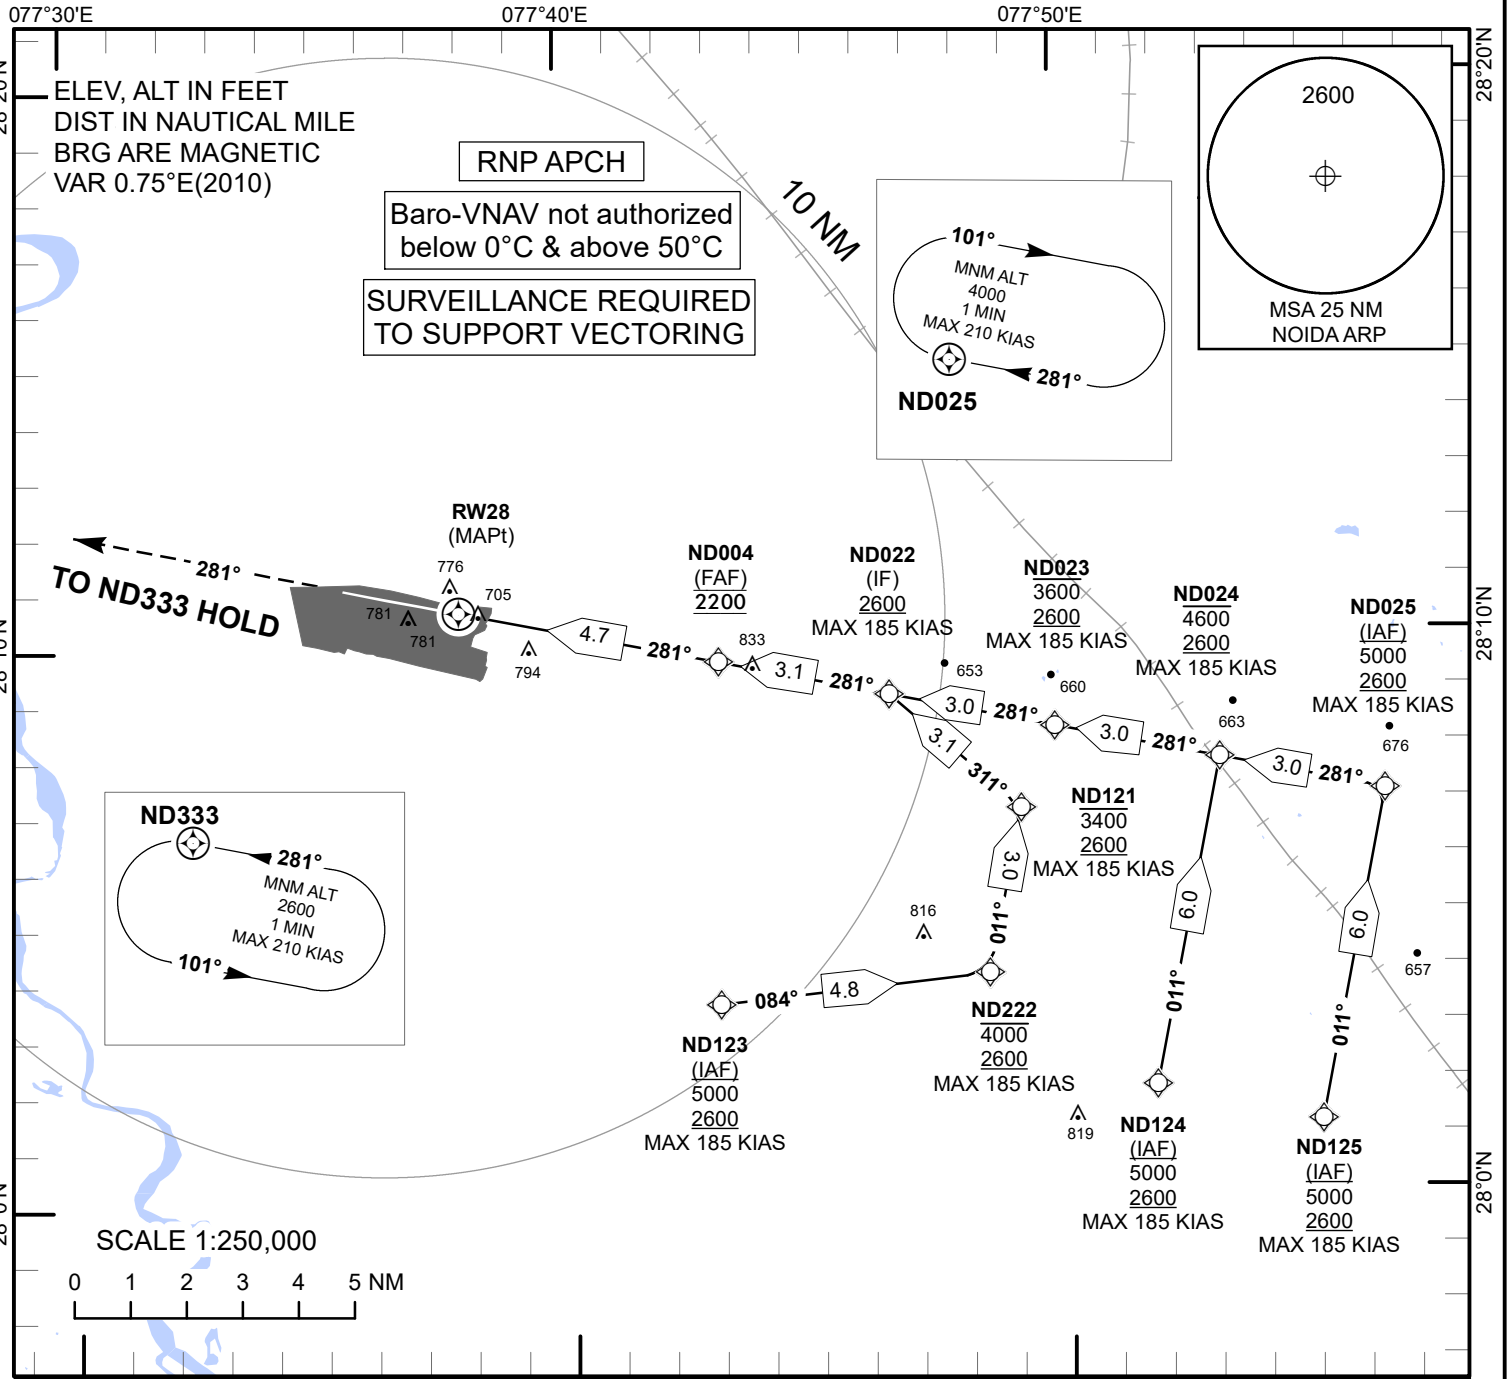 077°30'E
077°40'E
077°50'E
28°20'N
28°20'N
ELEV, ALT IN FEET
DIST IN NAUTICAL MILE
BRG ARE MAGNETIC
VAR 0.75°E(2010)
RNP APCH
Baro-VNAV not authorized
below 0°C & above 50°C
SURVEILLANCE REQUIRED
TO SUPPORT VECTORING
10 NM
2600
MSA 25 NM
NOIDA ARP
101°
MNM ALT
4000
1 MIN
MAX 210 KIAS
281°
ND025
RW28
(MAPt)
776
705
781
781
794
281°
TO ND333 HOLD
4.7
281°
ND004
(FAF)
2200
833
3.1
281°
ND022
(IF)
2600
MAX 185 KIAS
653
3.0
281°
ND023
3600
2600
MAX 185 KIAS
660
3.0
281°
ND024
4600
2600
MAX 185 KIAS
663
3.0
281°
ND025
(IAF)
5000
2600
MAX 185 KIAS
676
28°10'N
28°10'N
3.1
311°
ND121
3400
2600
MAX 185 KIAS
3.0
011°
6.0
011°
6.0
011°
657
816
ND333
281°
MNM ALT
2600
1 MIN
MAX 210 KIAS
101°
084°
4.8
ND123
(IAF)
5000
2600
MAX 185 KIAS
ND222
4000
2600
MAX 185 KIAS
819
ND124
(IAF)
5000
2600
MAX 185 KIAS
ND125
(IAF)
5000
2600
MAX 185 KIAS
28°0'N
28°0'N
SCALE 1:250,000
0 1 2 3 4 5 NM